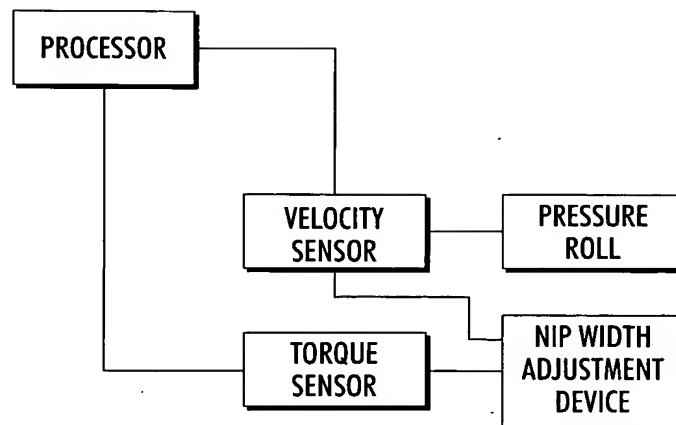 PROCESSOR
VELOCITY
SENSOR
PRESSURE
ROLL
TORQUE
SENSOR
NIP WIDTH
ADJUSTMENT
DEVICE